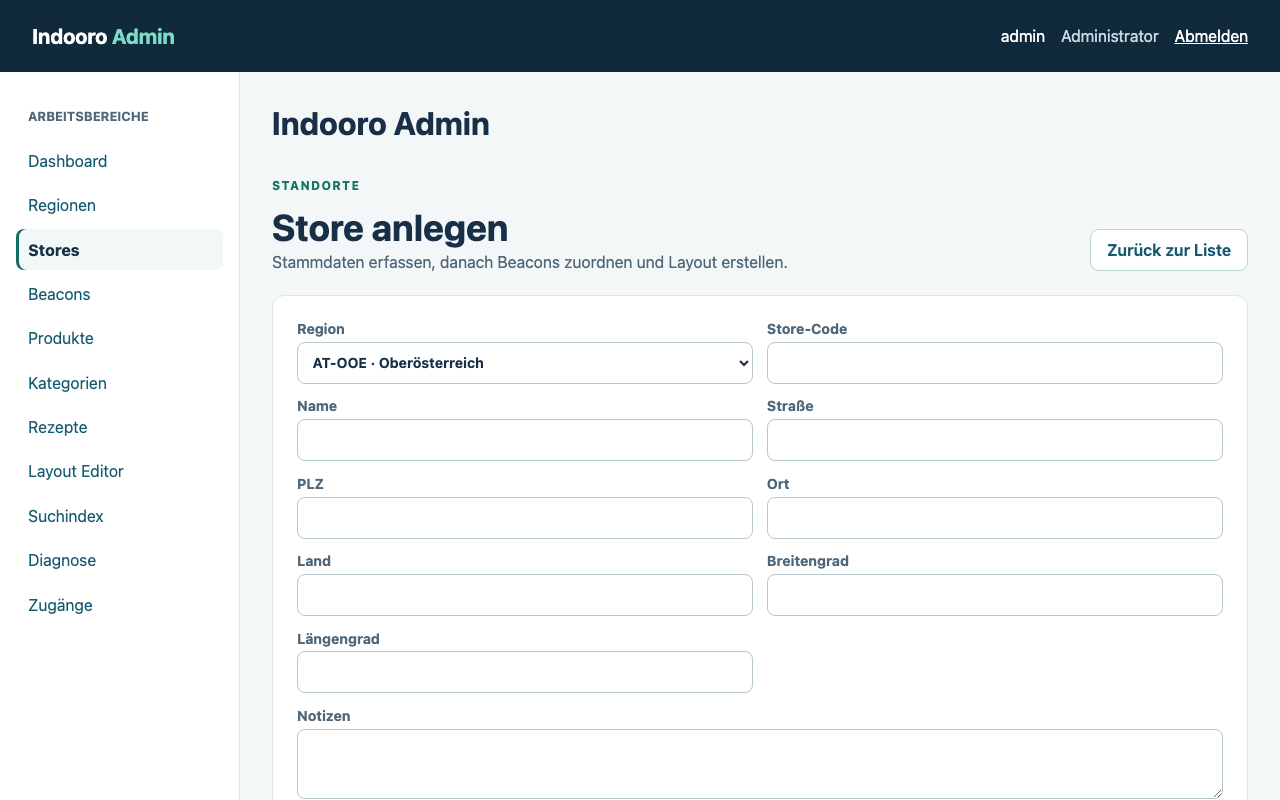 Indooro Admin
admin Administrator Abmelden
ARBEITSBEREICHE
Dashboard
Regionen
Stores
Beacons
Produkte
Kategorien
Rezepte
Layout Editor
Suchindex
Diagnose
Zugänge
Indooro Admin
STANDORTE
Store anlegen
Stammdaten erfassen, danach Beacons zuordnen und Layout erstellen.
Zurück zur Liste
Region
AT-OOE · Oberösterreich
Store-Code
Name
Straße
PLZ
Ort
Land
Breitengrad
Längengrad
Notizen